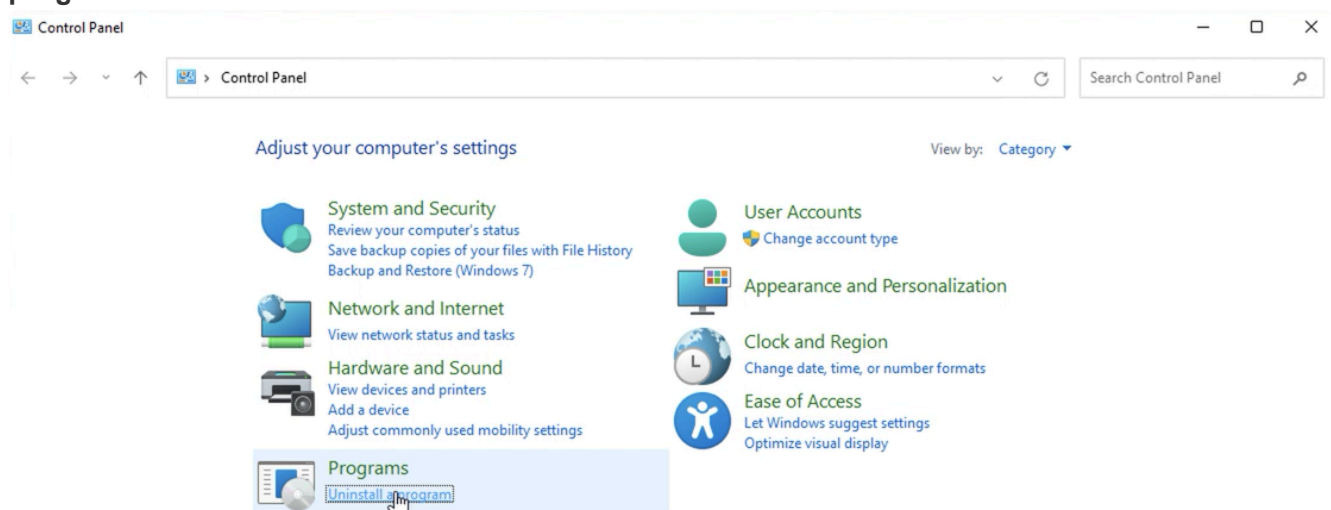 Control Panel
Control Panel
Search Control Panel
Adjust your computer's settings
View by: Category
System and Security
Review your computer's status
Save backup copies of your files with File History
Backup and Restore (Windows 7)
Network and Internet
View network status and tasks
Hardware and Sound
View devices and printers
Add a device
Adjust commonly used mobility settings
Programs
Uninstall a program
User Accounts
Change account type
Appearance and Personalization
Clock and Region
Change date, time, or number formats
Ease of Access
Let Windows suggest settings
Optimize visual display